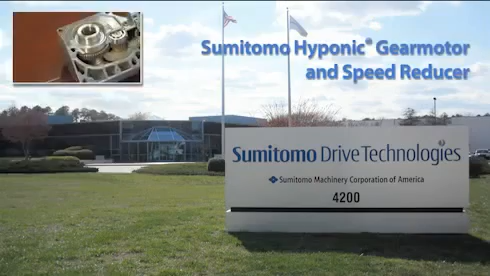 Sumitomo Hyponic® Gearmotor
and Speed Reducer
Sumitomo Drive Technologies
Sumitomo Machinery Corporation of America
4200